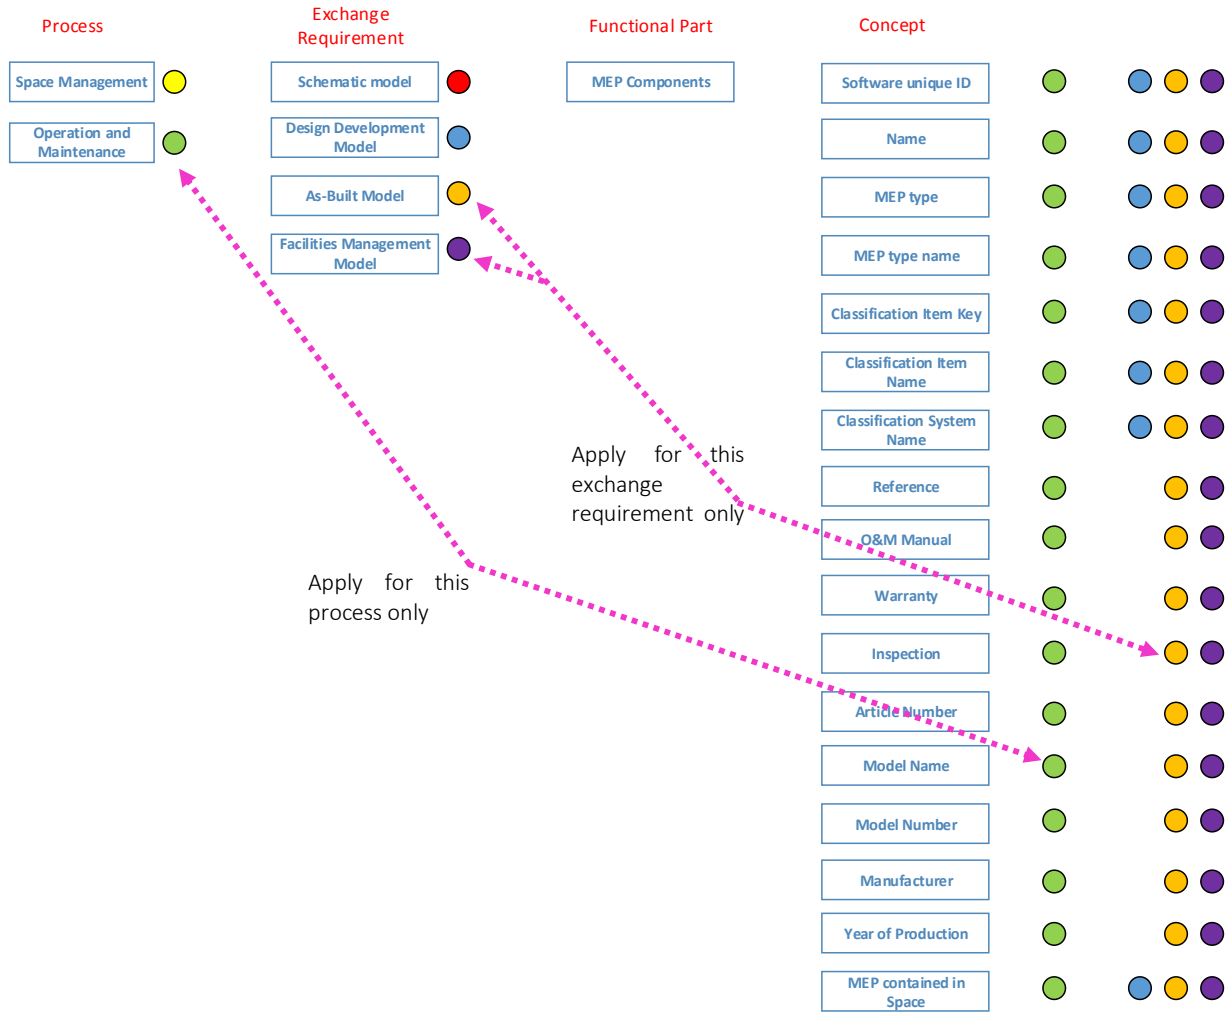 Process
Exchange
Requirement
Functional Part
Concept
Space Management
Operation and
Maintenance
Schematic model
Design Development
Model
As-Built Model
Facilities Management
Model
MEP Components
Software unique ID
Name
MEP type
MEP type name
Classification Item Key
Classification Item
Name
Classification System
Name
Reference
O&M Manual
Warranty
Inspection
Article Number
Model Name
Model Number
Manufacturer
Year of Production
MEP contained in
Space
Apply for this
exchange
requirement only
Apply for this
process only